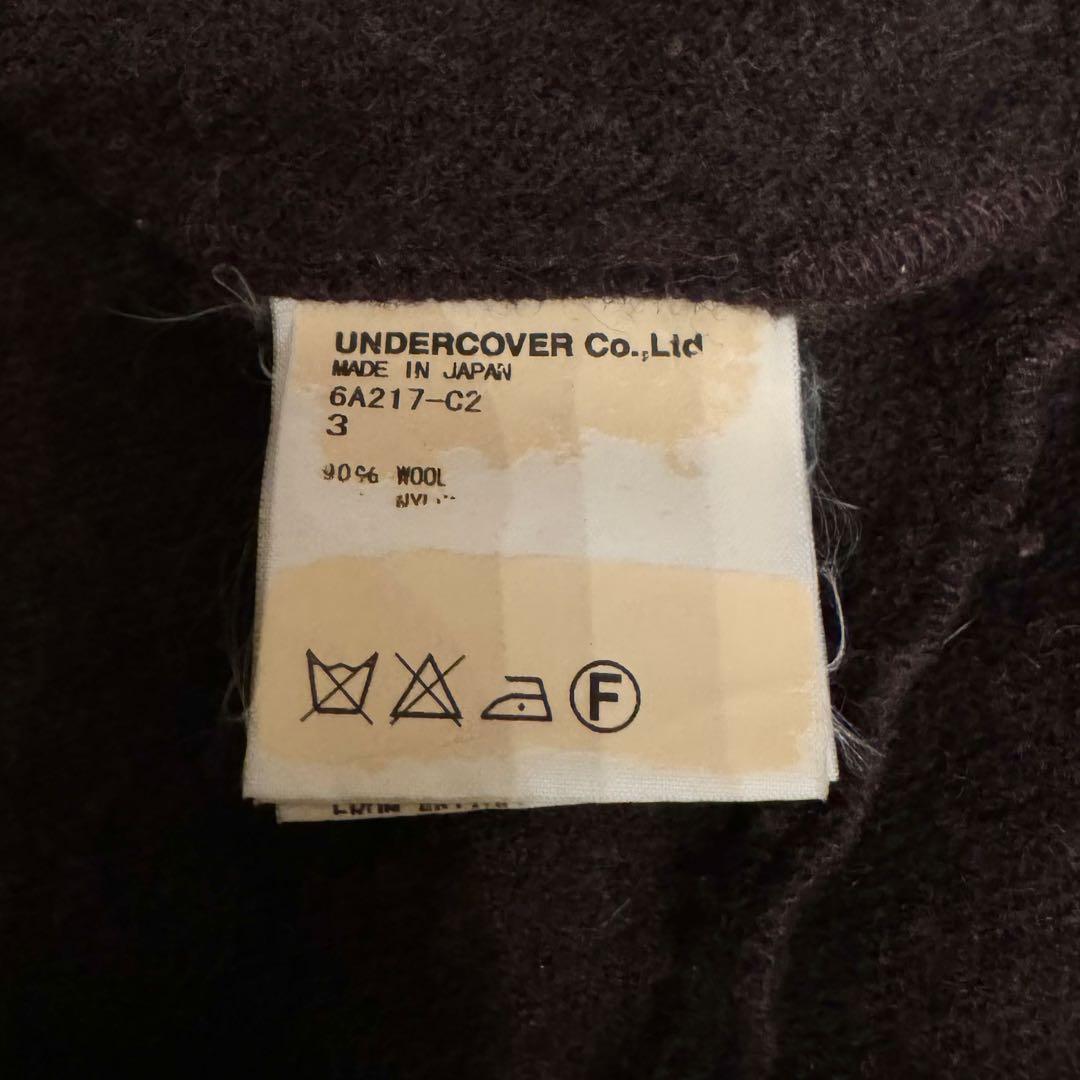 UNDERCOVER Co.,Ltd
MADE IN JAPAN
6A217-C2
3
90% WOOL
F